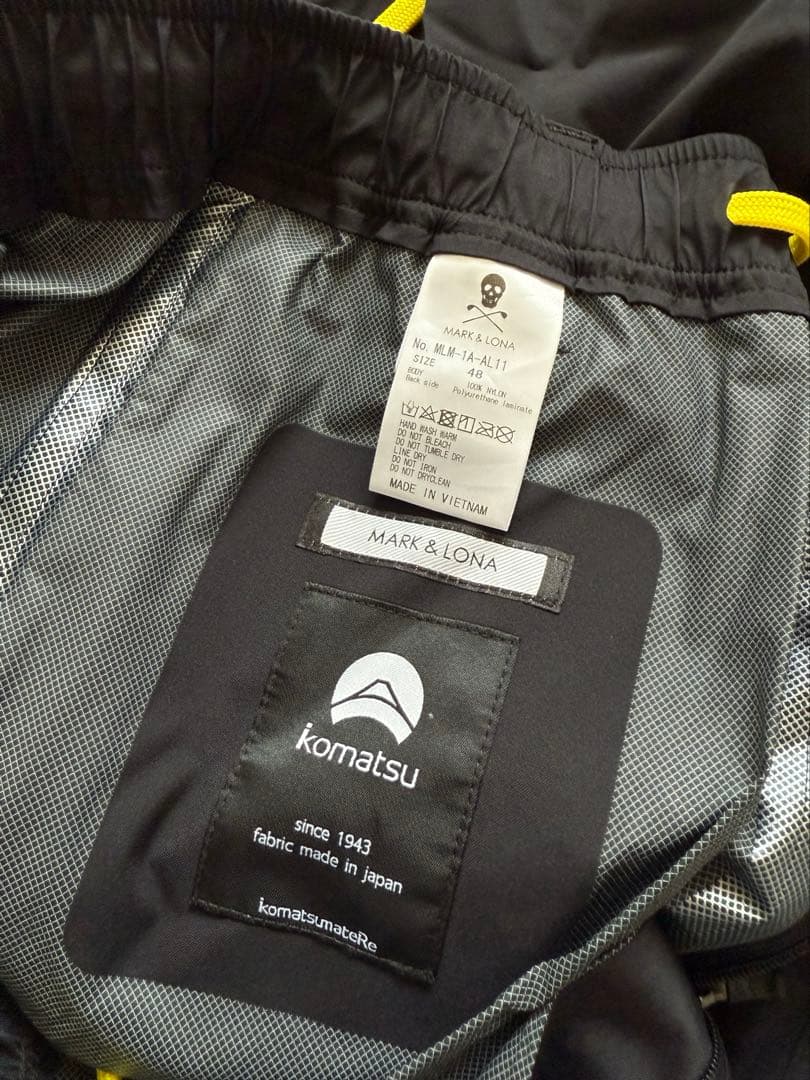 MARK & LONA
No. MLM-1A-AL11
SIZE 48
BODY 100% NYLON
Back side Polyurethane laminate
HAND WASH WARM
DO NOT BLEACH
DO NOT TUMBLE DRY
LINE DRY
DO NOT IRON
DO NOT DRYCLEAN
MADE IN VIETNAM
MARK & LONA
komatsu
since 1943
fabric made in japan
komatsumateRe